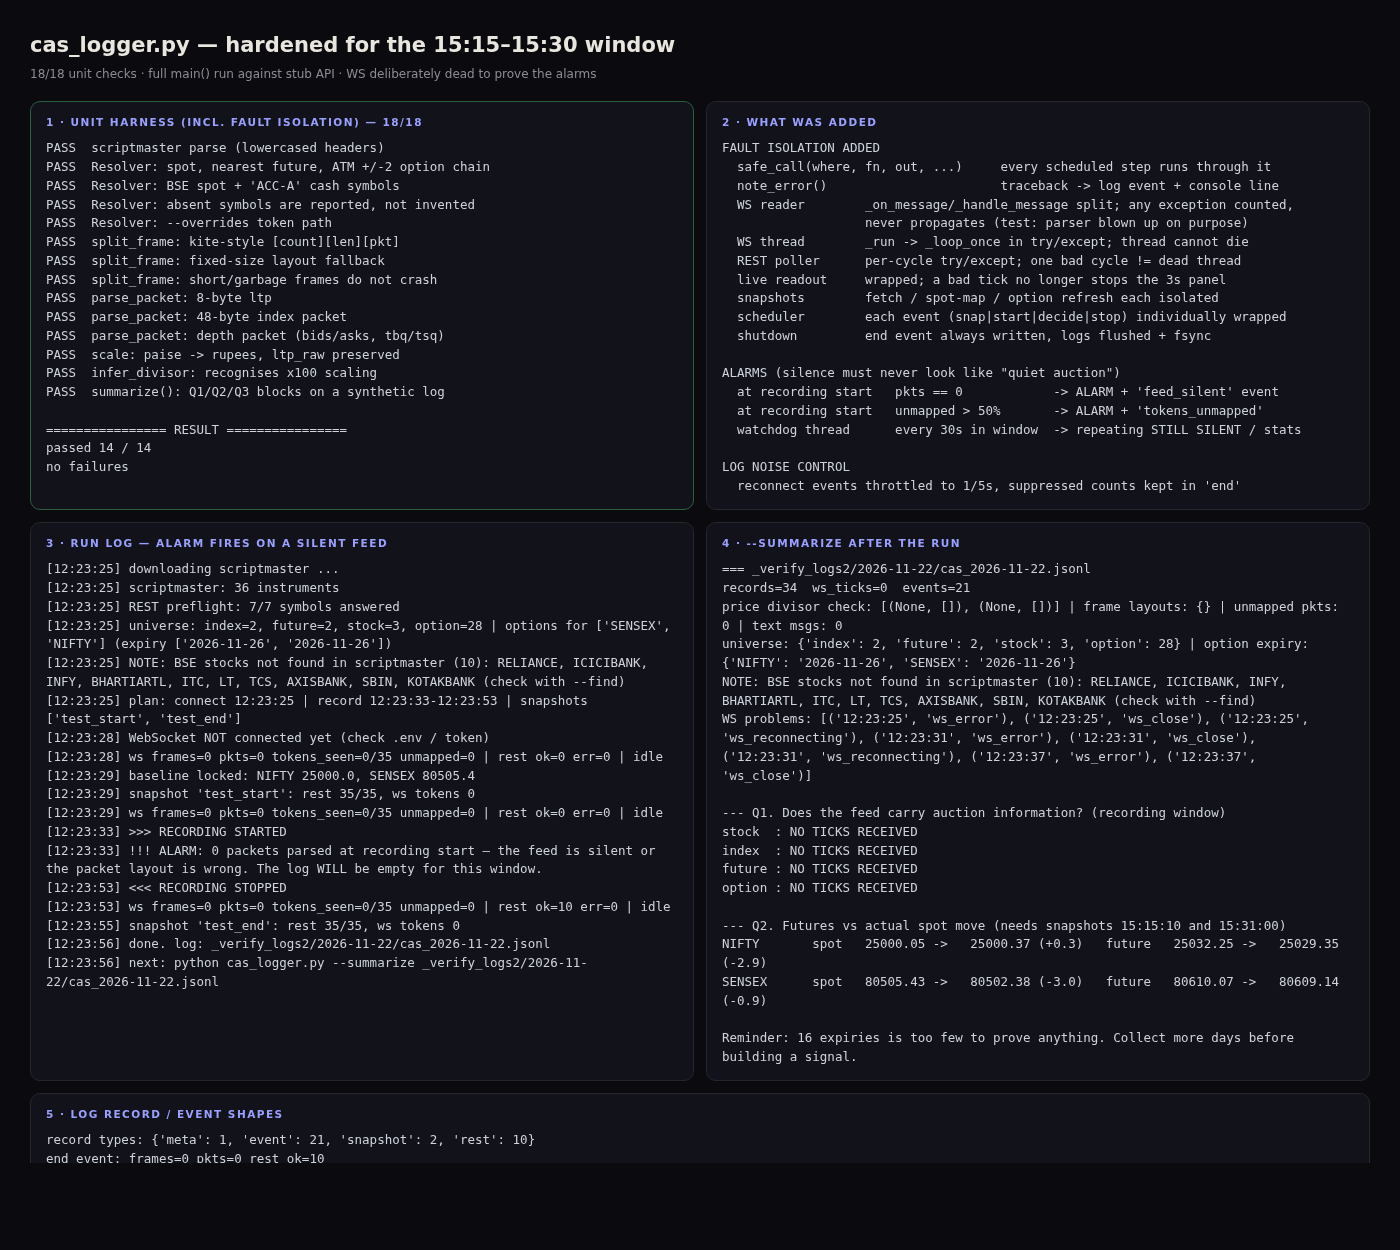 cas_logger.py — hardened for the 15:15–15:30 window
18/18 unit checks · full main() run against stub API · WS deliberately dead to prove the alarms
1 · UNIT HARNESS (INCL. FAULT ISOLATION) — 18/18
PASS  scriptmaster parse (lowercased headers)
PASS  Resolver: spot, nearest future, ATM +/-2 option chain
PASS  Resolver: BSE spot + 'ACC-A' cash symbols
PASS  Resolver: absent symbols are reported, not invented
PASS  Resolver: --overrides token path
PASS  split_frame: kite-style [count][len][pkt]
PASS  split_frame: fixed-size layout fallback
PASS  split_frame: short/garbage frames do not crash
PASS  parse_packet: 8-byte ltp
PASS  parse_packet: 48-byte index packet
PASS  parse_packet: depth packet (bids/asks, tbq/tsq)
PASS  scale: paise -> rupees, ltp_raw preserved
PASS  infer_divisor: recognises x100 scaling
PASS  summarize(): Q1/Q2/Q3 blocks on a synthetic log
================ RESULT ================
passed 14 / 14
no failures
2 · WHAT WAS ADDED
FAULT ISOLATION ADDED
  safe_call(where, fn, out, ...)     every scheduled step runs through it
  note_error()                       traceback -> log event + console line
  WS reader        _on_message/_handle_message split; any exception counted,
                   never propagates (test: parser blown up on purpose)
  WS thread        _run -> _loop_once in try/except; thread cannot die
  REST poller      per-cycle try/except; one bad cycle != dead thread
  live readout     wrapped; a bad tick no longer stops the 3s panel
  snapshots        fetch / spot-map / option refresh each isolated
  scheduler        each event (snap|start|decide|stop) individually wrapped
  shutdown         end event always written, logs flushed + fsync
ALARMS (silence must never look like "quiet auction")
  at recording start   pkts == 0            -> ALARM + 'feed_silent' event
  at recording start   unmapped > 50%       -> ALARM + 'tokens_unmapped'
  watchdog thread      every 30s in window  -> repeating STILL SILENT / stats
LOG NOISE CONTROL
  reconnect events throttled to 1/5s, suppressed counts kept in 'end'
3 · RUN LOG — ALARM FIRES ON A SILENT FEED
[12:23:25] downloading scriptmaster ...
[12:23:25] scriptmaster: 36 instruments
[12:23:25] REST preflight: 7/7 symbols answered
[12:23:25] universe: index=2, future=2, stock=3, option=28 | options for ['SENSEX',
'NIFTY'] (expiry ['2026-11-26', '2026-11-26'])
[12:23:25] NOTE: BSE stocks not found in scriptmaster (10): RELIANCE, ICICIBANK,
INFY, BHARTIARTL, ITC, LT, TCS, AXISBANK, SBIN, KOTAKBANK (check with --find)
[12:23:25] plan: connect 12:23:25 | record 12:23:33-12:23:53 | snapshots
['test_start', 'test_end']
[12:23:28] WebSocket NOT connected yet (check .env / token)
[12:23:28] ws frames=0 pkts=0 tokens_seen=0/35 unmapped=0 | rest ok=0 err=0 | idle
[12:23:29] baseline locked: NIFTY 25000.0, SENSEX 80505.4
[12:23:29] snapshot 'test_start': rest 35/35, ws tokens 0
[12:23:29] ws frames=0 pkts=0 tokens_seen=0/35 unmapped=0 | rest ok=0 err=0 | idle
[12:23:33] >>> RECORDING STARTED
[12:23:33] !!! ALARM: 0 packets parsed at recording start — the feed is silent or
the packet layout is wrong. The log WILL be empty for this window.
[12:23:53] <<< RECORDING STOPPED
[12:23:53] ws frames=0 pkts=0 tokens_seen=0/35 unmapped=0 | rest ok=10 err=0 | idle
[12:23:55] snapshot 'test_end': rest 35/35, ws tokens 0
[12:23:56] done. log: _verify_logs2/2026-11-22/cas_2026-11-22.jsonl
[12:23:56] next: python cas_logger.py --summarize _verify_logs2/2026-11-
22/cas_2026-11-22.jsonl
4 · --SUMMARIZE AFTER THE RUN
=== _verify_logs2/2026-11-22/cas_2026-11-22.jsonl
records=34  ws_ticks=0  events=21
price divisor check: [(None, []), (None, [])] | frame layouts: {} | unmapped pkts:
0 | text msgs: 0
universe: {'index': 2, 'future': 2, 'stock': 3, 'option': 28} | option expiry:
{'NIFTY': '2026-11-26', 'SENSEX': '2026-11-26'}
NOTE: BSE stocks not found in scriptmaster (10): RELIANCE, ICICIBANK, INFY,
BHARTIARTL, ITC, LT, TCS, AXISBANK, SBIN, KOTAKBANK (check with --find)
WS problems: [('12:23:25', 'ws_error'), ('12:23:25', 'ws_close'), ('12:23:25',
'ws_reconnecting'), ('12:23:31', 'ws_error'), ('12:23:31', 'ws_close'),
('12:23:31', 'ws_reconnecting'), ('12:23:37', 'ws_error'), ('12:23:37',
'ws_close')]
--- Q1. Does the feed carry auction information? (recording window)
stock  : NO TICKS RECEIVED
index  : NO TICKS RECEIVED
future : NO TICKS RECEIVED
option : NO TICKS RECEIVED
--- Q2. Futures vs actual spot move (needs snapshots 15:15:10 and 15:31:00)
NIFTY       spot   25000.05 ->   25000.37 (+0.3)   future   25032.25 ->   25029.35
(-2.9)
SENSEX      spot   80505.43 ->   80502.38 (-3.0)   future   80610.07 ->   80609.14
(-0.9)
Reminder: 16 expiries is too few to prove anything. Collect more days before
building a signal.
5 · LOG RECORD / EVENT SHAPES
record types: {'meta': 1, 'event': 21, 'snapshot': 2, 'rest': 10}
end event: frames=0 pkts=0 rest ok=10